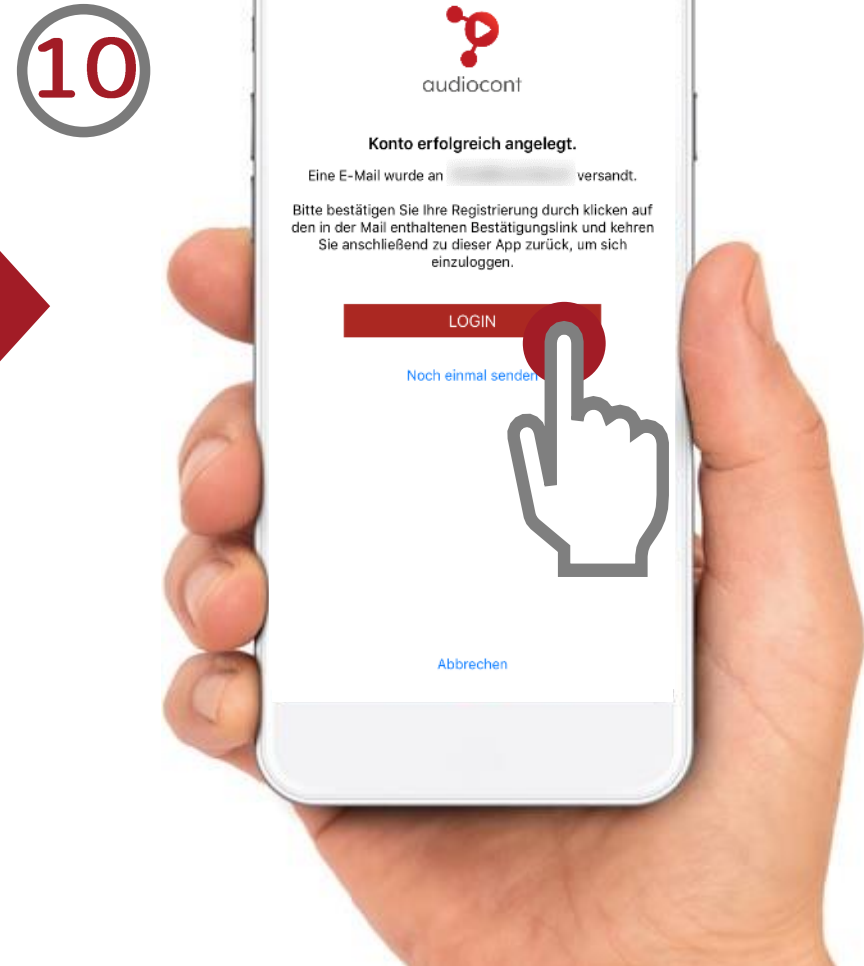 10
audiocont
Konto erfolgreich angelegt.
Eine E-Mail wurde an versandt.
Bitte bestätigen Sie Ihre Registrierung durch klicken auf
den in der Mail enthaltenen Bestätigungslink und kehren
Sie anschließend zu dieser App zurück, um sich
einzuloggen.
LOGIN
Noch einmal senden
Abbrechen